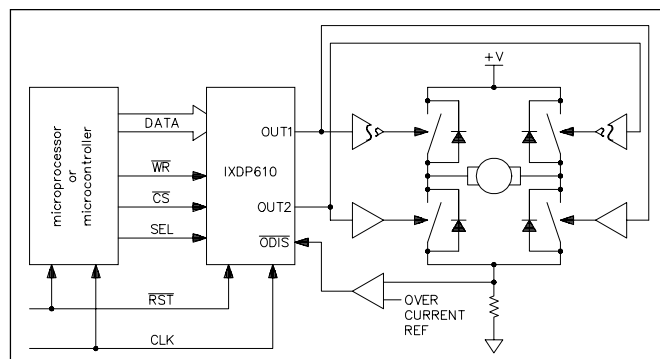 +V
microprocessor
or
microcontroller
DATA
OUT1
WR
IXDP610
CS
OUT2
SEL
ODIS
RST
OVER
CURRENT
REF
CLK